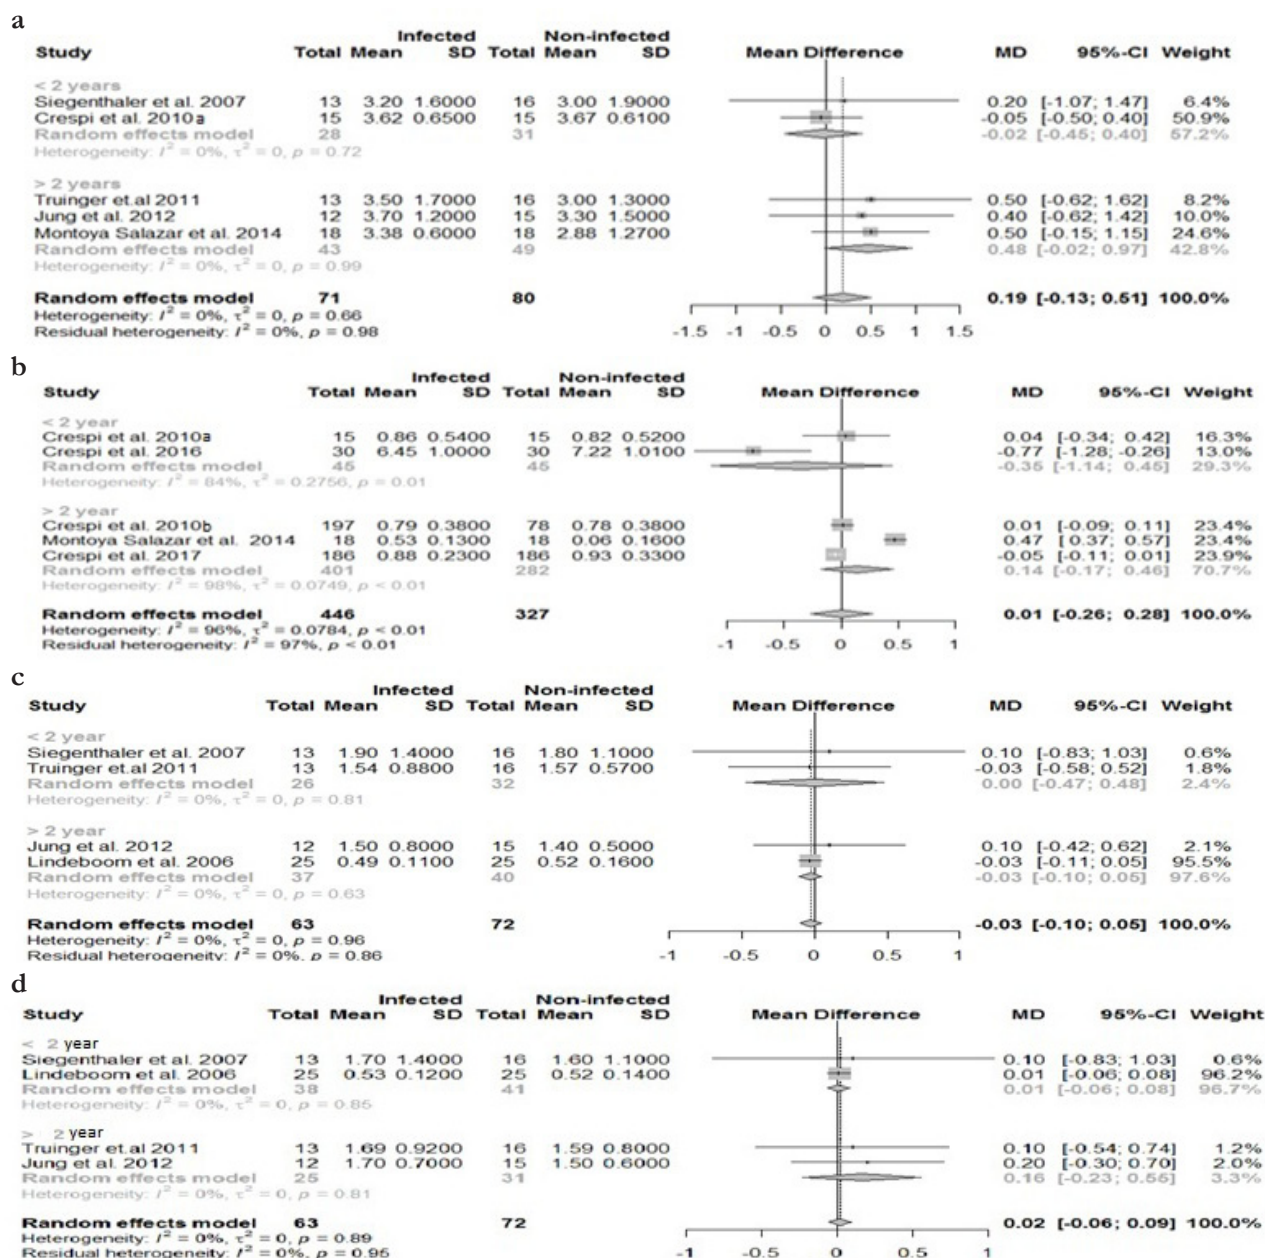 a
Infected Non-infected
Study Total Mean SD Total Mean SD Mean Difference MD 95%-CI Weight
< 2 years
Siegenthaler et al. 2007 13 3.20 1.6000 16 3.00 1.9000 0.20 [-1.07; 1.47] 6.4%
Crespi et al. 2010a 15 3.62 0.6500 15 3.67 0.6100 -0.05 [-0.50; 0.40] 50.9%
Random effects model 28 31 -0.02 [-0.45; 0.40] 57.2%
Heterogeneity: I² = 0%, τ² = 0, p = 0.72
> 2 years
Truinger et.al 2011 13 3.50 1.7000 16 3.00 1.3000 0.50 [-0.62; 1.62] 8.2%
Jung et al. 2012 12 3.70 1.2000 15 3.30 1.5000 0.40 [-0.62; 1.42] 10.0%
Montoya Salazar et al. 2014 18 3.38 0.6000 18 2.88 1.2700 0.50 [-0.15; 1.15] 24.6%
Random effects model 43 49 0.48 [-0.02; 0.97] 42.8%
Heterogeneity: I² = 0%, τ² = 0, p = 0.99
Random effects model 71 80 0.19 [-0.13; 0.51] 100.0%
Heterogeneity: I² = 0%, τ² = 0, p = 0.66
Residual heterogeneity: I² = 0%, p = 0.98
-1.5 -1 -0.5 0 0.5 1 1.5
b
Infected Non-infected
Study Total Mean SD Total Mean SD Mean Difference MD 95%-CI Weight
< 2 year
Crespi et al. 2010a 15 0.86 0.5400 15 0.82 0.5200 0.04 [-0.34; 0.42] 16.3%
Crespi et al. 2016 30 6.45 1.0000 30 7.22 1.0100 -0.77 [-1.28; -0.26] 13.0%
Random effects model 45 45 -0.35 [-1.14; 0.45] 29.3%
Heterogeneity: I² = 84%, τ² = 0.2756, p = 0.01
> 2 year
Crespi et al. 2010b 197 0.79 0.3800 78 0.78 0.3800 0.01 [-0.09; 0.11] 23.4%
Montoya Salazar et al. 2014 18 0.53 0.1300 18 0.06 0.1600 0.47 [0.37; 0.57] 23.4%
Crespi et al. 2017 186 0.88 0.2300 186 0.93 0.3300 -0.05 [-0.11; 0.01] 23.9%
Random effects model 401 282 0.14 [-0.17; 0.46] 70.7%
Heterogeneity: I² = 98%, τ² = 0.0749, p < 0.01
Random effects model 446 327 0.01 [-0.26; 0.28] 100.0%
Heterogeneity: I² = 96%, τ² = 0.0784, p < 0.01
Residual heterogeneity: I² = 97%, p < 0.01
-1 -0.5 0 0.5 1
c
Infected Non-infected
Study Total Mean SD Total Mean SD Mean Difference MD 95%-CI Weight
< 2 year
Siegenthaler et al. 2007 13 1.90 1.4000 16 1.80 1.1000 0.10 [-0.83; 1.03] 0.6%
Truinger et.al 2011 13 1.54 0.8800 16 1.57 0.5700 -0.03 [-0.58; 0.52] 1.8%
Random effects model 26 32 0.00 [-0.47; 0.48] 2.4%
Heterogeneity: I² = 0%, τ² = 0, p = 0.81
> 2 year
Jung et al. 2012 12 1.50 0.8000 15 1.40 0.5000 0.10 [-0.42; 0.62] 2.1%
Lindeboom et al. 2006 25 0.49 0.1100 25 0.52 0.1600 -0.03 [-0.11; 0.05] 95.5%
Random effects model 37 40 -0.03 [-0.10; 0.05] 97.6%
Heterogeneity: I² = 0%, τ² = 0, p = 0.63
Random effects model 63 72 -0.03 [-0.10; 0.05] 100.0%
Heterogeneity: I² = 0%, τ² = 0, p = 0.96
Residual heterogeneity: I² = 0%. p = 0.86
-1 -0.5 0 0.5 1
d
Infected Non-infected
Study Total Mean SD Total Mean SD Mean Difference MD 95%-CI Weight
< 2 year
Siegenthaler et al. 2007 13 1.70 1.4000 16 1.60 1.1000 0.10 [-0.83; 1.03] 0.6%
Lindeboom et al. 2006 25 0.53 0.1200 25 0.52 0.1400 0.01 [-0.06; 0.08] 96.2%
Random effects model 38 41 0.01 [-0.06; 0.08] 96.7%
Heterogeneity: I² = 0%, τ² = 0, p = 0.85
> 2 year
Truinger et.al 2011 13 1.69 0.9200 16 1.59 0.8000 0.10 [-0.54; 0.74] 1.2%
Jung et al. 2012 12 1.70 0.7000 15 1.50 0.6000 0.20 [-0.30; 0.70] 2.0%
Random effects model 25 31 0.16 [-0.23; 0.55] 3.3%
Heterogeneity: I² = 0%, τ² = 0, p = 0.81
Random effects model 63 72 0.02 [-0.06; 0.09] 100.0%
Heterogeneity: I² = 0%, τ² = 0, p = 0.89
Residual heterogeneity: I² = 0%, p = 0.95
-1 -0.5 0 0.5 1